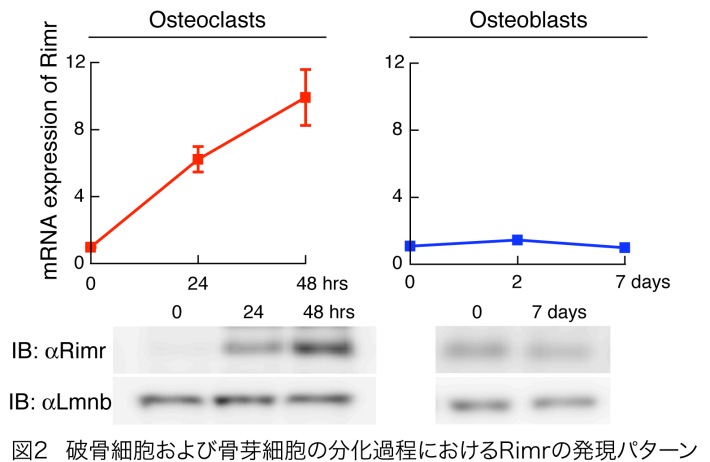 Osteoclasts
Osteoblasts
mRNA expression of Rimr
12
8
4
0
0 24 48 hrs
12
8
4
0
0 2 7 days
0 24 48 hrs
0 7 days
IB: αRimr
IB: αLmnb
図2 破骨細胞および骨芽細胞の分化過程におけるRimrの発現パターン